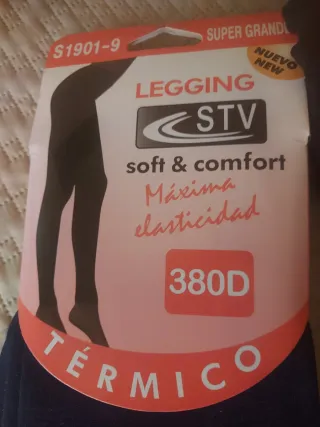 S1901-9
SUPER GRANDE
NUEVO
NEW
LEGGING
STV
soft & comfort
Máxima
elasticidad
380D
TÉRMICO